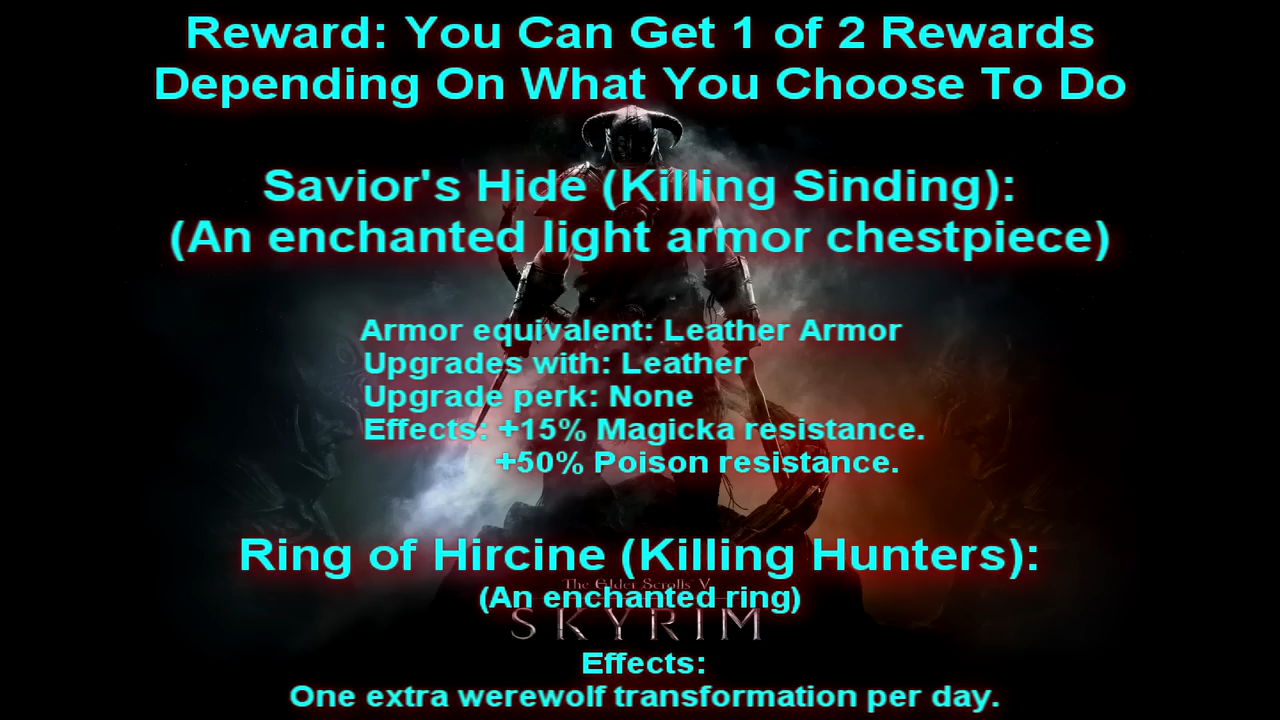 Reward: You Can Get 1 of 2 Rewards
Depending On What You Choose To Do
Savior's Hide (Killing Sinding):
(An enchanted light armor chestpiece)
Armor equivalent: Leather Armor
Upgrades with: Leather
Upgrade perk: None
Effects: +15% Magicka resistance.
+50% Poison resistance.
Ring of Hircine (Killing Hunters):
The Elder Scrolls V
(An enchanted ring)
SKYRIM
Effects:
One extra werewolf transformation per day.